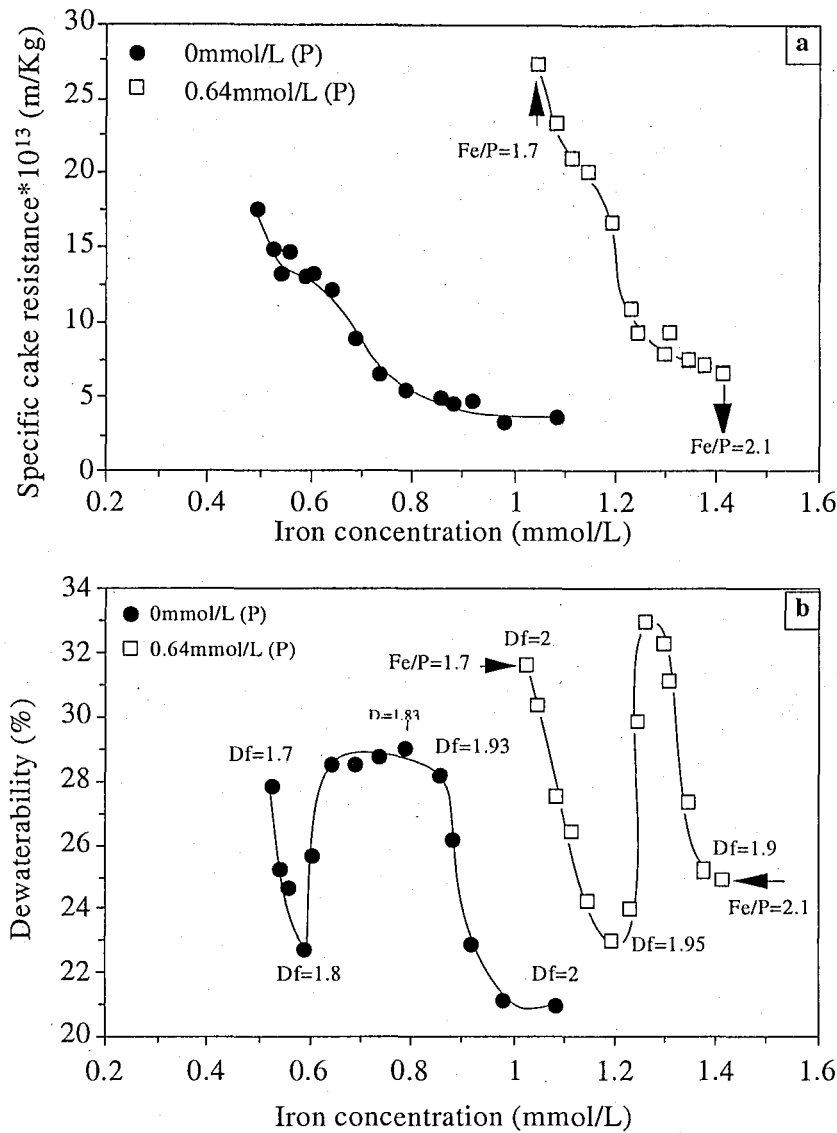 a
0mmol/L (P)
0.64mmol/L (P)
Specific cake resistance*10^13 (m/Kg)
30
25
20
15
10
5
0
Fe/P=1.7
Fe/P=2.1
0.2 0.4 0.6 0.8 1 1.2 1.4 1.6
Iron concentration (mmol/L)
b
0mmol/L (P)
0.64mmol/L (P)
Dewaterability (%)
34
32
30
28
26
24
22
20
Df=2
Fe/P=1.7
Df=1.7
Df=1.93
Df=1.9
Fe/P=2.1
Df=1.95
Df=1.8
Df=2
0.2 0.4 0.6 0.8 1 1.2 1.4 1.6
Iron concentration (mmol/L)